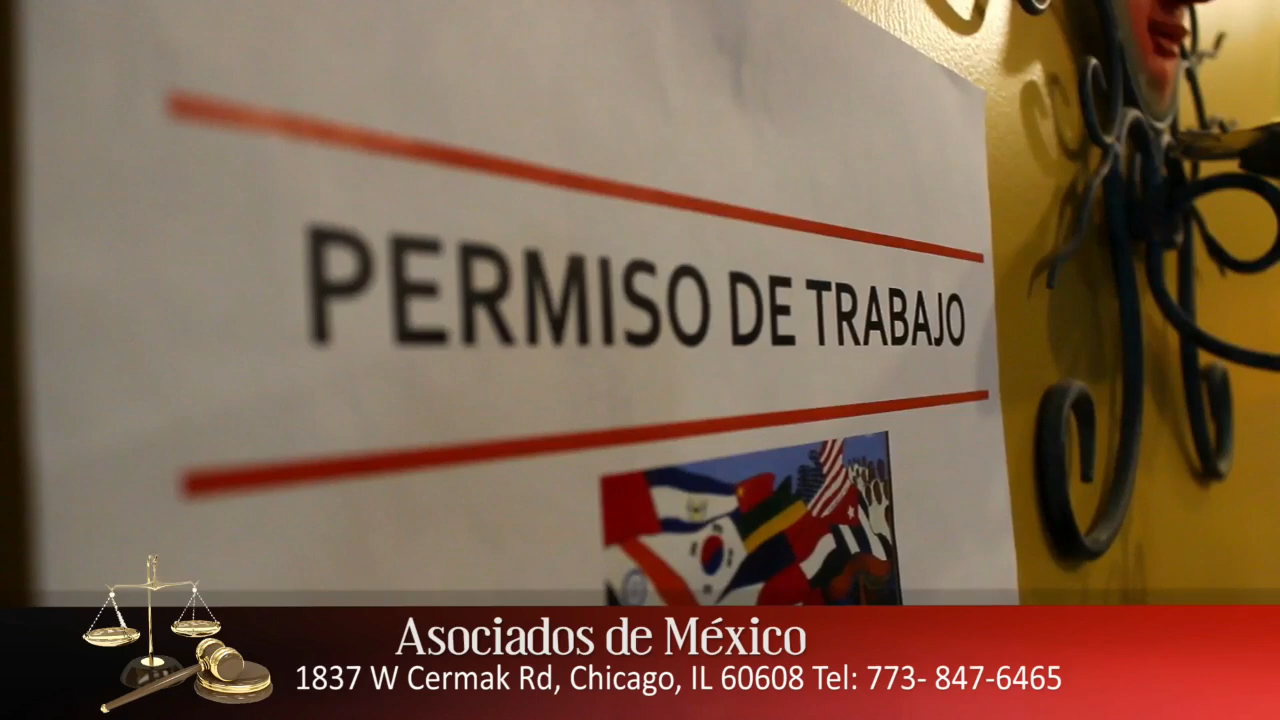 PERMISO DE TRABAJO
Asociados de México
1837 W Cermak Rd, Chicago, IL 60608 Tel: 773- 847-6465